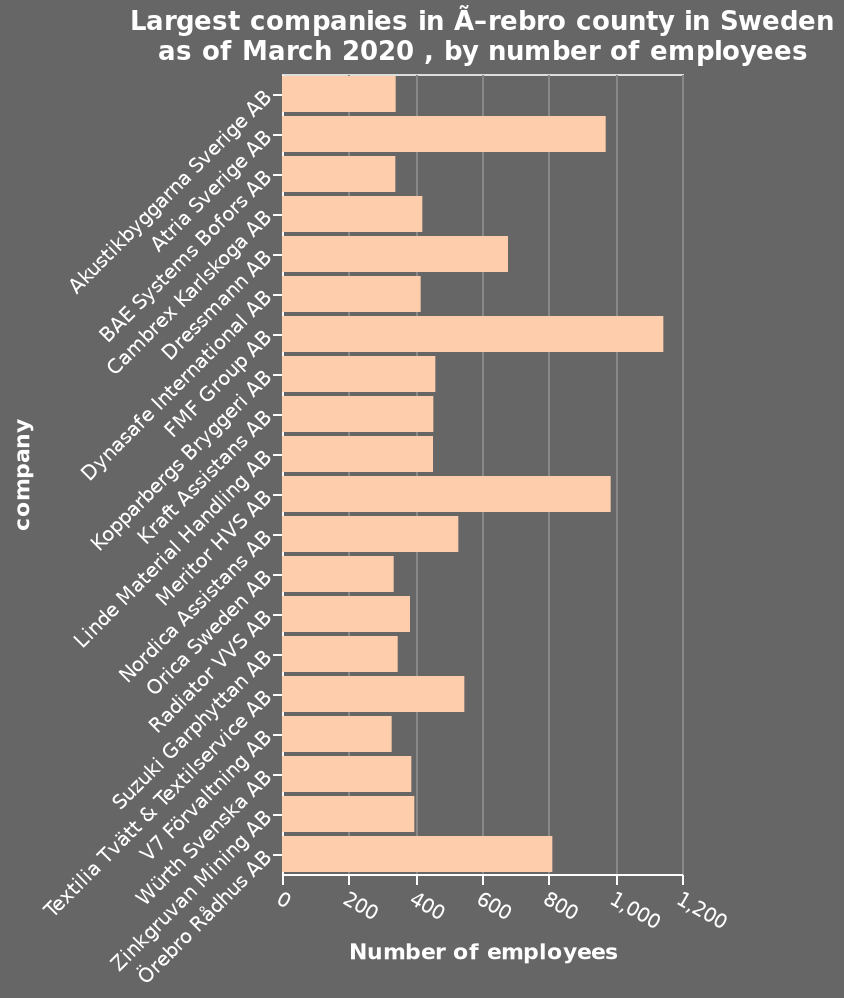 Largest companies in Ã–rebro county in Sweden
as of March 2020 , by number of employees
company
Akustikbyggarna Sverige AB
Atria Sverige AB
BAE Systems Bofors AB
Cambrex Karlskoga AB
Dressmann AB
Dynasafe International AB
FMF Group AB
Kopparbergs Bryggeri AB
Kraft Assistans AB
Linde Material Handling AB
Meritor HVS AB
Nordica Assistans AB
Orica Sweden AB
Radiator VVS AB
Suzuki Garphyttan AB
Textilia Tvätt & Textilservice AB
V7 Förvaltning AB
Würth Svenska AB
Zinkgruvan Mining AB
Örebro Rådhus AB
0 200 400 600 800 1,000 1,200
Number of employees